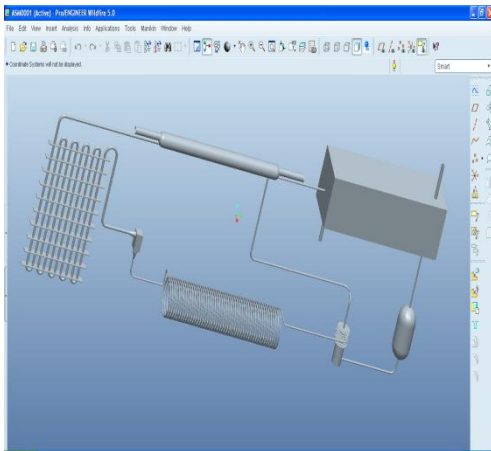 ASM0001 (Active) - Pro/ENGINEER Wildfire 5.0
File Edit View Insert Analysis Info Applications Tools Manikin Window Help
Coordinate Systems will not be displayed.
Smart